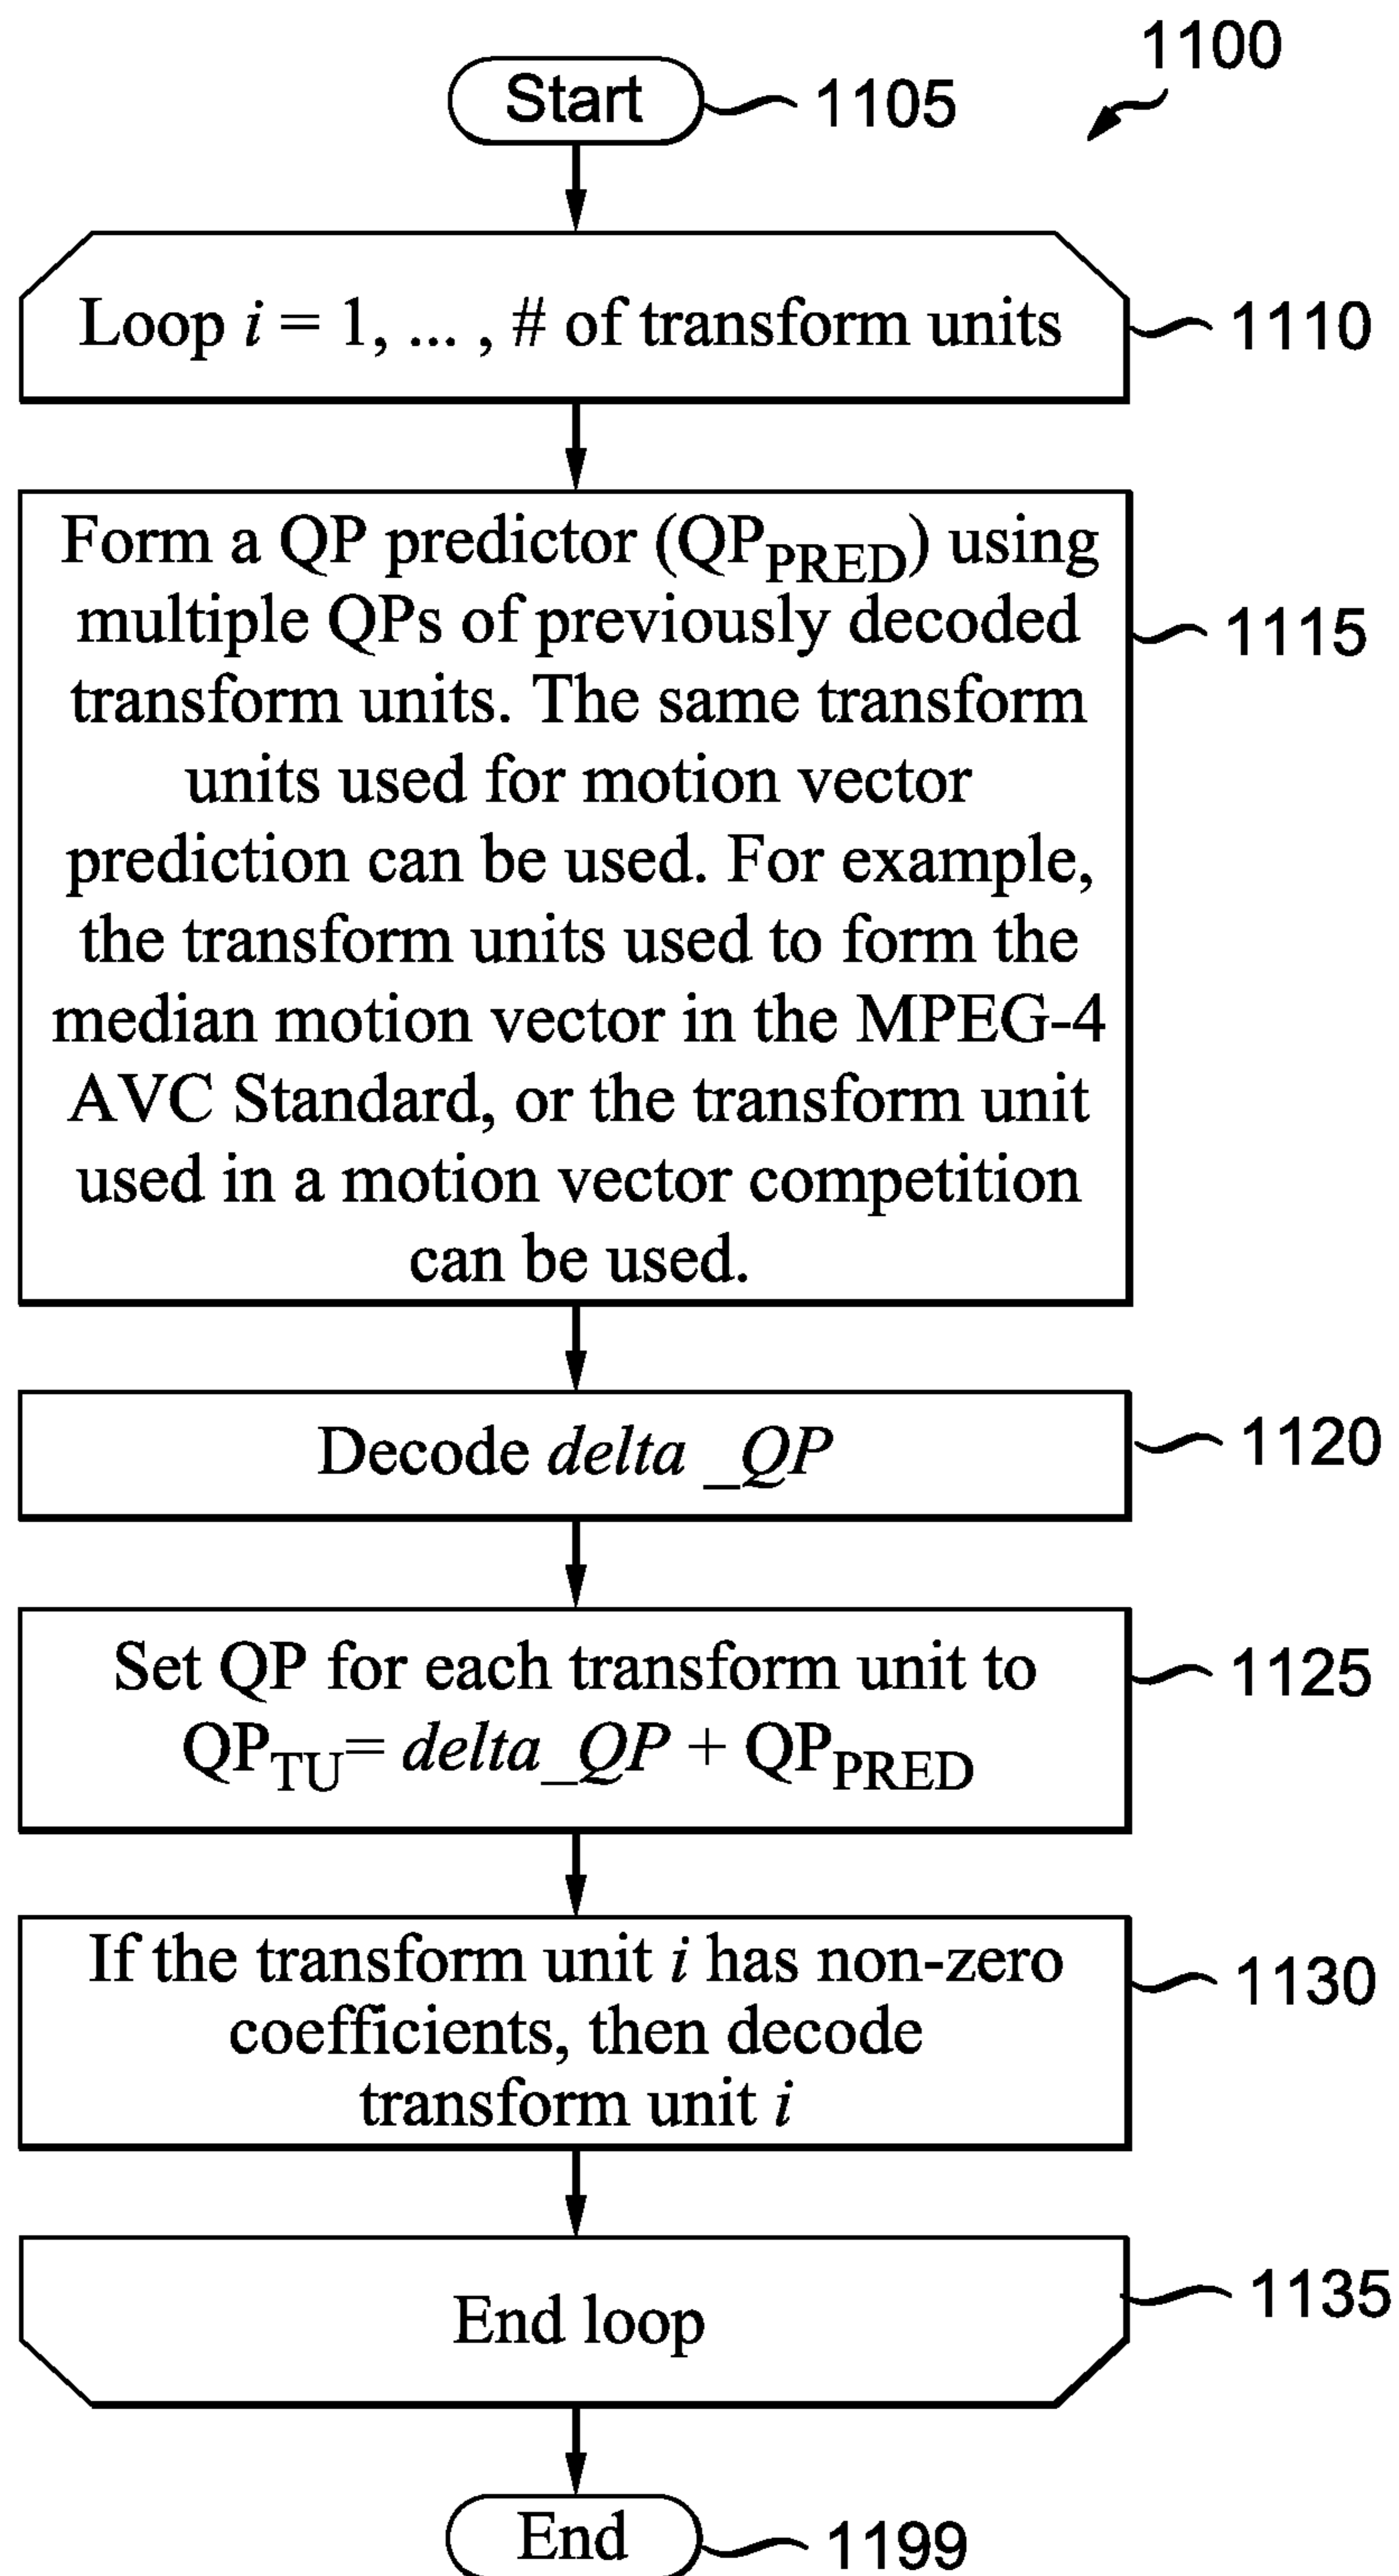 1100
Start
1105
Loop i = 1, ... , # of transform units
1110
Form a QP predictor (QP_PRED) using
multiple QPs of previously decoded
transform units. The same transform
units used for motion vector
prediction can be used. For example,
the transform units used to form the
median motion vector in the MPEG-4
AVC Standard, or the transform unit
used in a motion vector competition
can be used.
1115
Decode delta _QP
1120
Set QP for each transform unit to
QP_TU= delta_QP + QP_PRED
1125
If the transform unit i has non-zero
coefficients, then decode
transform unit i
1130
End loop
1135
End
1199